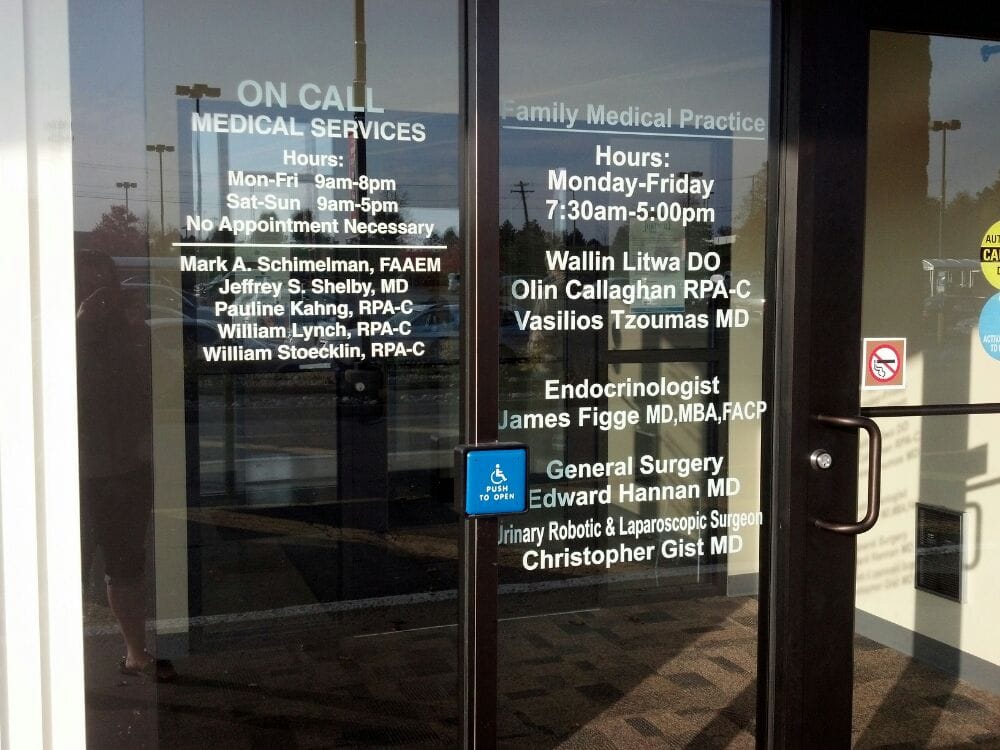 ON CALL
MEDICAL SERVICES
Hours:
Mon-Fri 9am-8pm
Sat-Sun 9am-5pm
No Appointment Necessary
Mark A. Schimelman, FAAEM
Jeffrey S. Shelby, MD
Pauline Kahng, RPA-C
William Lynch, RPA-C
William Stoecklin, RPA-C
Family Medical Practice
Hours:
Monday-Friday
7:30am-5:00pm
Wallin Litwa DO
Olin Callaghan RPA-C
Vasilios Tzoumas MD
Endocrinologist
James Figge MD,MBA,FACP
General Surgery
Edward Hannan MD
Urinary Robotic & Laparoscopic Surgeon
Christopher Gist MD
PUSH
TO OPEN